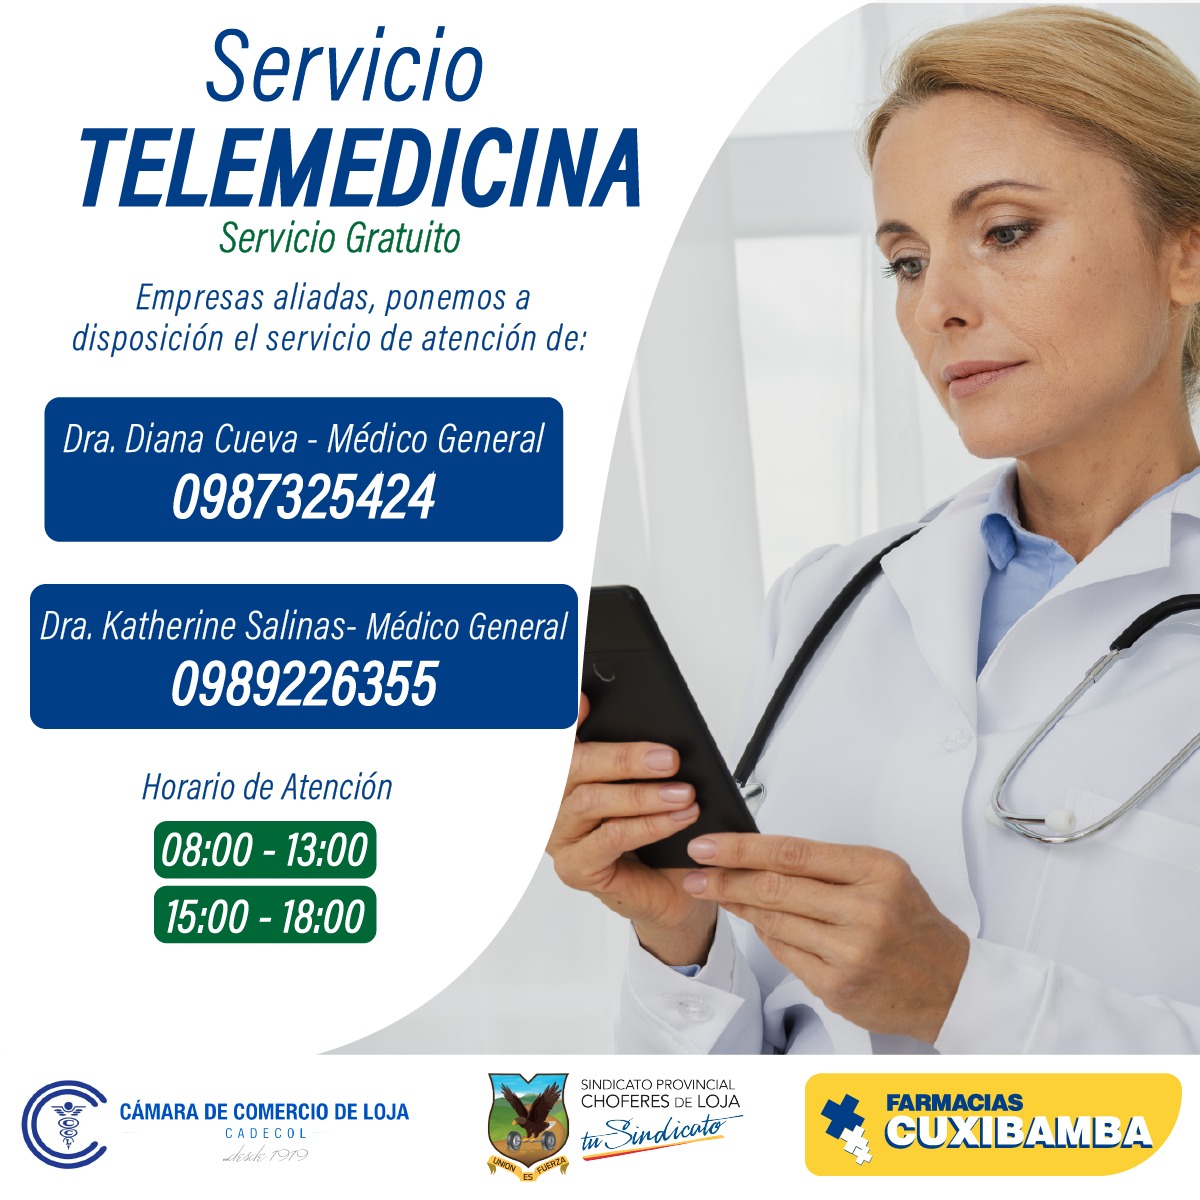 Servicio
TELEMEDICINA
Servicio Gratuito
Empresas aliadas, ponemos a
disposición el servicio de atención de:
Dra. Diana Cueva - Médico General
0987325424
Dra. Katherine Salinas- Médico General
0989226355
Horario de Atención
08:00 - 13:00
15:00 - 18:00
CÁMARA DE COMERCIO DE LOJA
CADECOL
desde 1919
UNION ES FUERZA
SINDICATO PROVINCIAL
CHOFERES DE LOJA
tu Sindicato
FARMACIAS
CUXIBAMBA